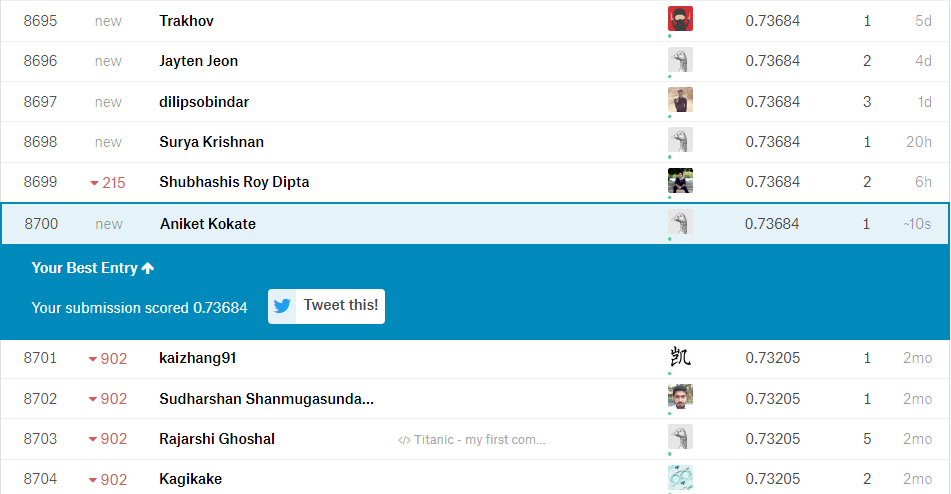 8695 new Trakhov 0.73684 1 5d
8696 new Jayten Jeon 0.73684 2 4d
8697 new dilipsobindar 0.73684 3 1d
8698 new Surya Krishnan 0.73684 1 20h
8699 215 Shubhashis Roy Dipta 0.73684 2 6h
8700 new Aniket Kokate 0.73684 1 ~10s
Your Best Entry
Your submission scored 0.73684 Tweet this!
8701 902 kaizhang91 凯 0.73205 1 2mo
8702 902 Sudharshan Shanmugasunda... 0.73205 1 2mo
8703 902 Rajarshi Ghoshal </> Titanic - my first com... 0.73205 5 2mo
8704 902 Kagikake 0.73205 2 2mo